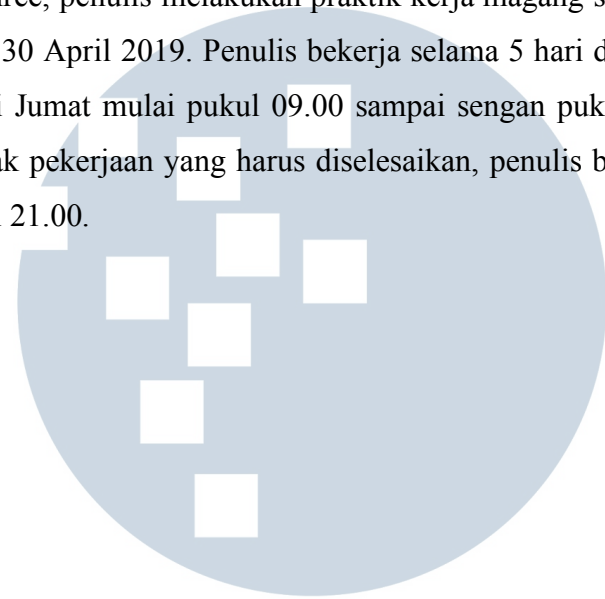 penulis melakukan praktik kerja magang
30 April 2019. Penulis bekerja selama 5 hari
Jumat mulai pukul 09.00 sampai sengan
pekerjaan yang harus diselesaikan, penulis
21.00.